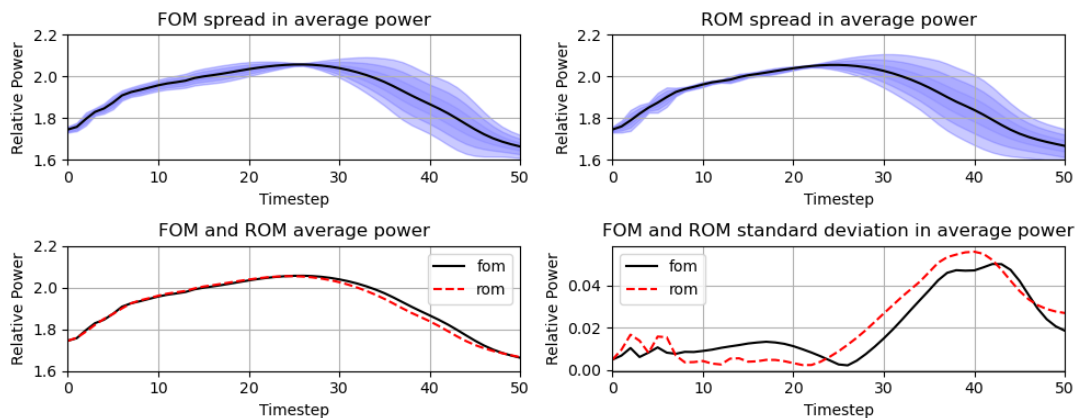 FOM spread in average power
2.2
2.0
1.8
1.6
Relative Power
0 10 20 30 40 50
Timestep
ROM spread in average power
2.2
2.0
1.8
1.6
Relative Power
0 10 20 30 40 50
Timestep
FOM and ROM average power
2.2
2.0
1.8
1.6
Relative Power
fom
rom
0 10 20 30 40 50
Timestep
FOM and ROM standard deviation in average power
0.04
0.02
0.00
Relative Power
fom
rom
0 10 20 30 40 50
Timestep